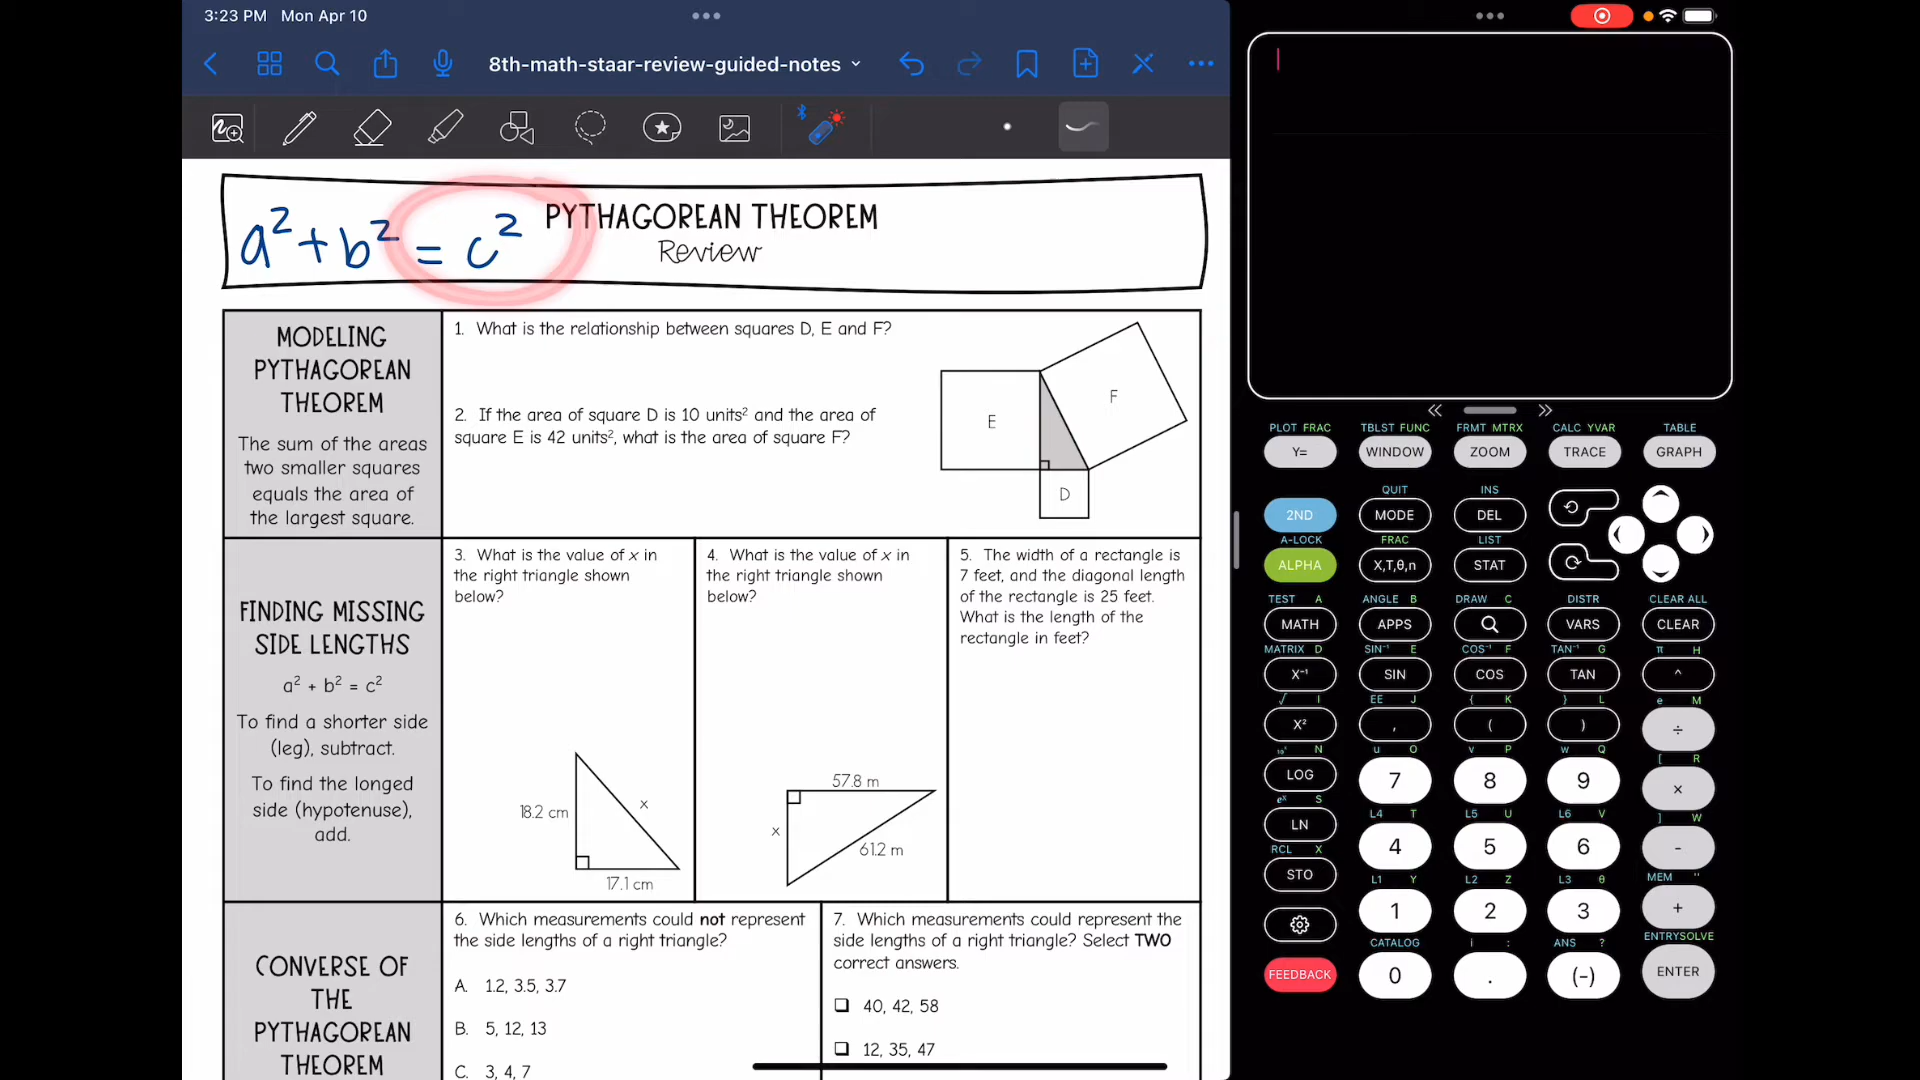 3:23 PM Mon Apr 10
8th-math-staar-review-guided-notes
a² + b² = c²
PYTHAGOREAN THEOREM
Review
MODELING
PYTHAGOREAN
THEOREM
The sum of the areas
two smaller squares
equals the area of
the largest square.
1. What is the relationship between squares D, E and F?
2. If the area of square D is 10 units² and the area of
square E is 42 units², what is the area of square F?
E
F
D
FINDING MISSING
SIDE LENGTHS
a² + b² = c²
To find a shorter side
(leg), subtract.
To find the longed
side (hypotenuse),
add.
3. What is the value of x in
the right triangle shown
below?
18.2 cm
x
17.1 cm
4. What is the value of x in
the right triangle shown
below?
57.8 m
x
61.2 m
5. The width of a rectangle is
7 feet, and the diagonal length
of the rectangle is 25 feet.
What is the length of the
rectangle in feet?
CONVERSE OF
THE
PYTHAGOREAN
THEOREM
6. Which measurements could not represent
the side lengths of a right triangle?
A. 1.2, 3.5, 3.7
B. 5, 12, 13
C. 3, 4, 7
7. Which measurements could represent the
side lengths of a right triangle? Select TWO
correct answers.
40, 42, 58
12, 35, 47
PLOT FRAC TBLST FUNC FRMT MTRX CALC YVAR TABLE
Y= WINDOW ZOOM TRACE GRAPH
QUIT INS
2ND MODE DEL
A-LOCK FRAC LIST
ALPHA X,T,θ,n STAT
TEST A ANGLE B DRAW C DISTR CLEAR ALL
MATH APPS VARS CLEAR
MATRIX D SIN⁻¹ E COS⁻¹ F TAN⁻¹ G π H
X⁻¹ SIN COS TAN ^
√ I EE J { K } L e M
X² , ( ) ÷
10ˣ N u O v P w Q [ R
LOG 7 8 9 ×
eˣ S L4 T L5 U L6 V ] W
LN 4 5 6 -
RCL X L1 Y L2 Z L3 θ MEM "
STO 1 2 3 +
CATALOG i : ANS ? ENTRY SOLVE
FEEDBACK 0 . (-) ENTER